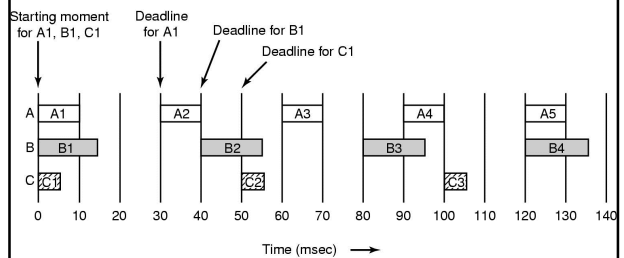 Starting moment
for A1, B1, C1
Deadline
for A1
Deadline for B1
Deadline for C1
A A1 A2 A3 A4 A5
B B1 B2 B3 B4
C C1 C2 C3
0 10 20 30 40 50 60 70 80 90 100 110 120 130 140
Time (msec)